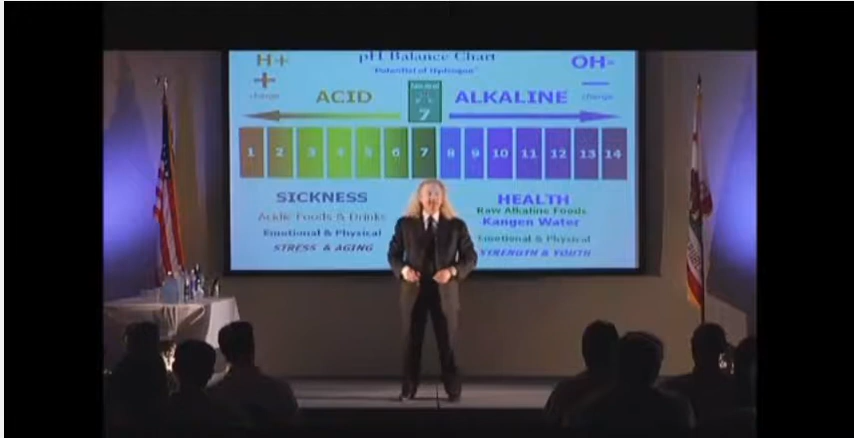 H+
pH Balance Chart
OH-
"Potential of Hydrogen"
+
charge
ACID
Neutral
7
ALKALINE
—
charge
1 2 3 4 5 6 7 8 9 10 11 12 13 14
SICKNESS
Acidic Foods & Drinks
Emotional & Physical
STRESS & AGING
HEALTH
Raw Alkaline Foods
Kangen Water
Emotional & Physical
STRENGTH & YOUTH